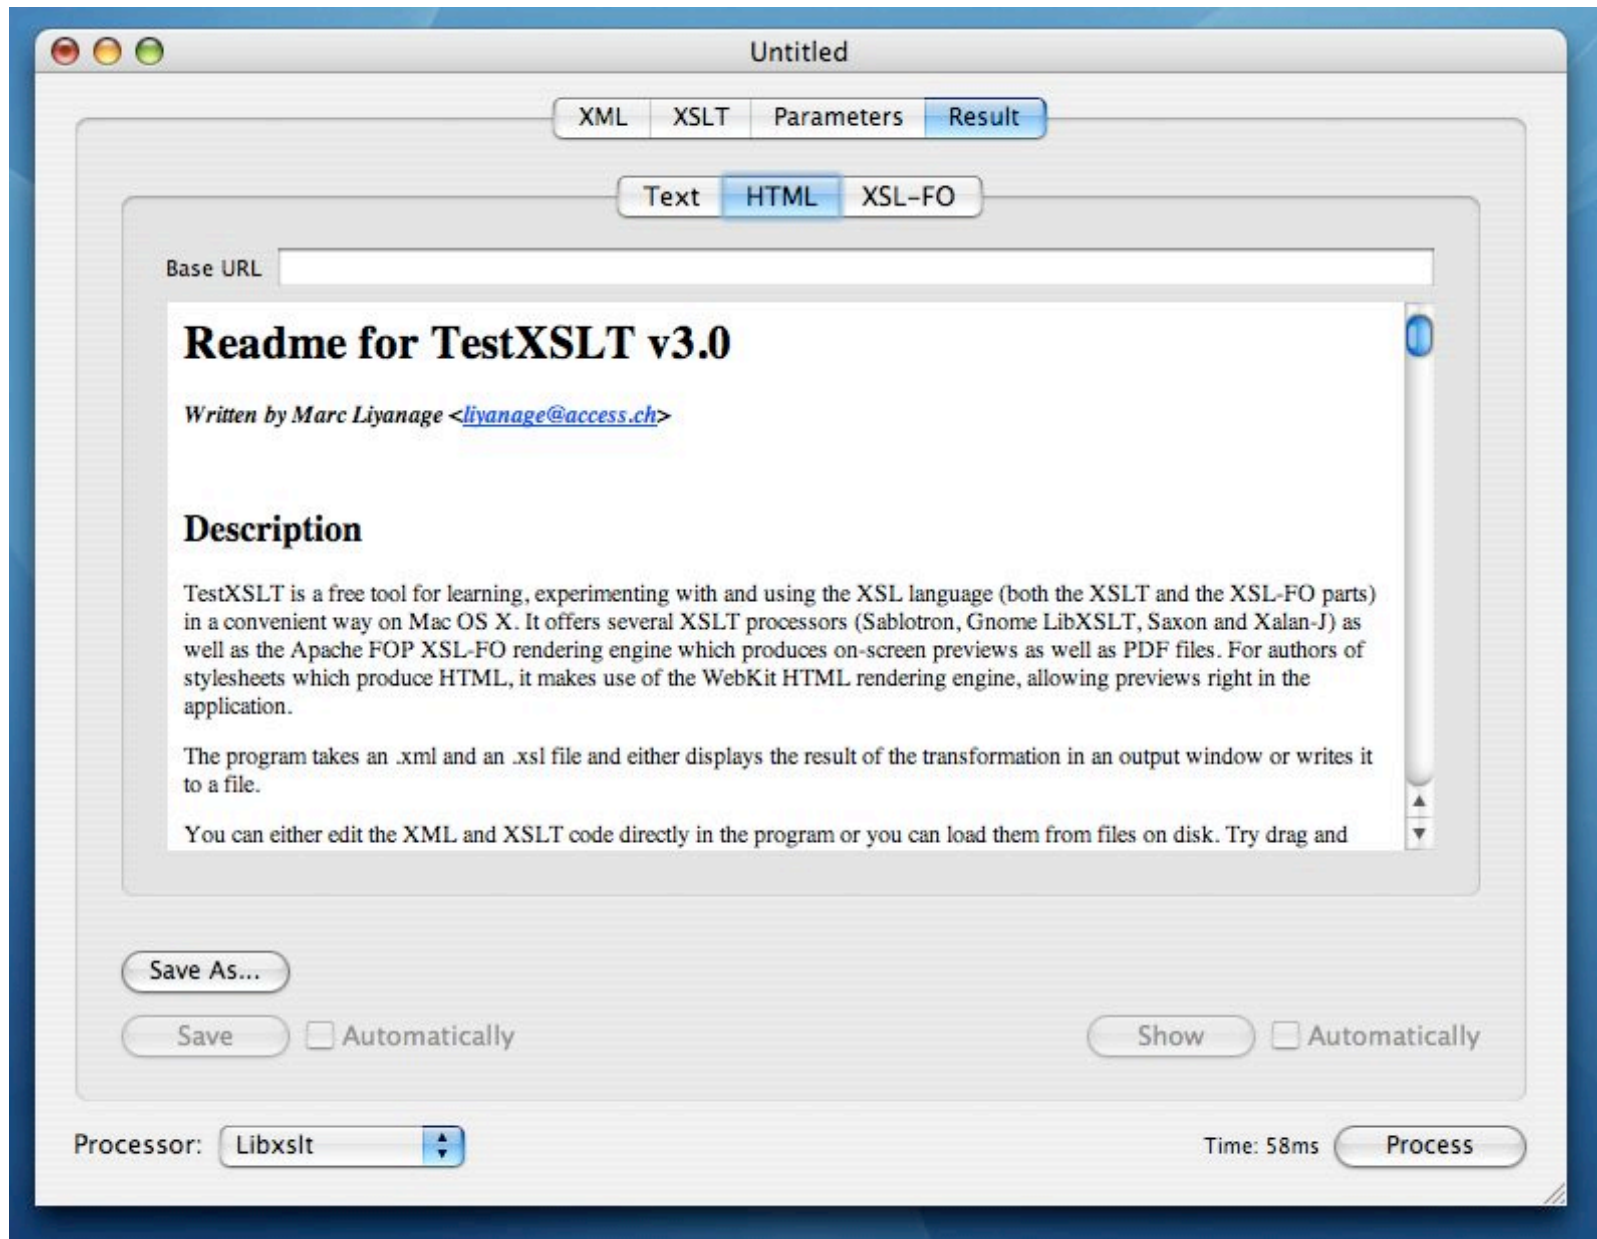 Untitled
XML XSLT Parameters Result
Text HTML XSL-FO
Base URL
Readme for TestXSLT v3.0
Written by Marc Liyanage <liyanage@access.ch>
Description
TestXSLT is a free tool for learning, experimenting with and using the XSL language (both the XSLT and the XSL-FO parts)
in a convenient way on Mac OS X. It offers several XSLT processors (Sablotron, Gnome LibXSLT, Saxon and Xalan-J) as
well as the Apache FOP XSL-FO rendering engine which produces on-screen previews as well as PDF files. For authors of
stylesheets which produce HTML, it makes use of the WebKit HTML rendering engine, allowing previews right in the
application.
The program takes an .xml and an .xsl file and either displays the result of the transformation in an output window or writes it
to a file.
You can either edit the XML and XSLT code directly in the program or you can load them from files on disk. Try drag and
Save As...
Save Automatically Show Automatically
Processor: Libxslt Time: 58ms Process